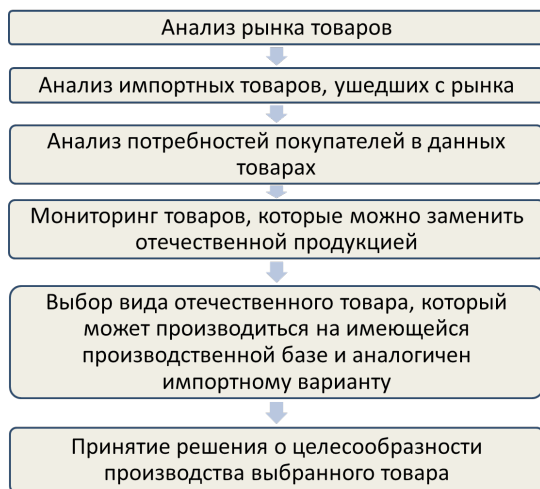 Анализ рынка товаров
Анализ импортных товаров, ушедших с рынка
Анализ потребностей покупателей в данных
товарах
Мониторинг товаров, которые можно заменить
отечественной продукцией
Выбор вида отечественного товара, который
может производиться на имеющейся
производственной базе и аналогичен
импортному варианту
Принятие решения о целесообразности
производства выбранного товара